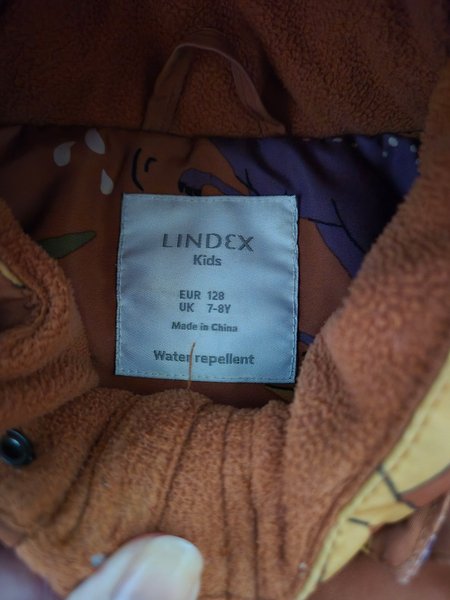 LINDEX
Kids
EUR 128
UK 7-8Y
Made in China
Water repellent